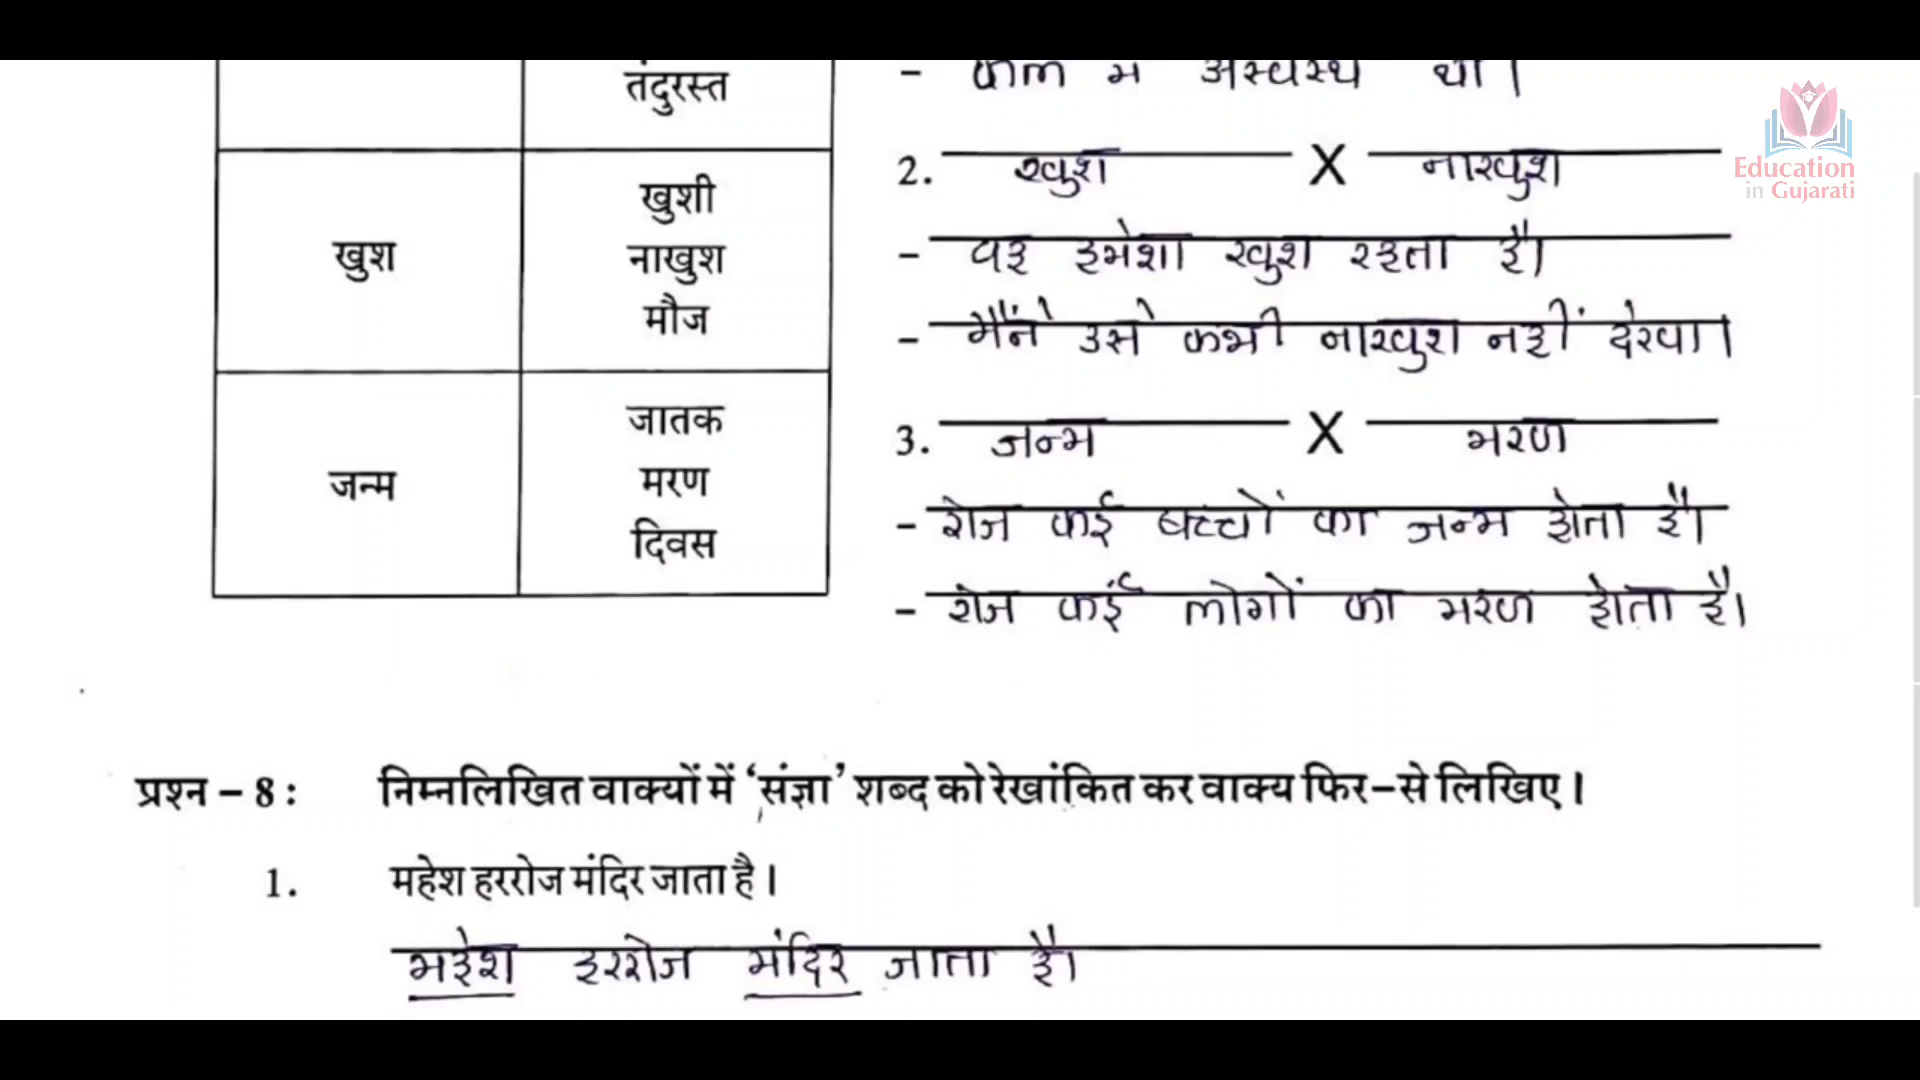 तंदुरस्त
खुश
खुशी
नाखुश
मौज
जन्म
जातक
मरण
दिवस
- कल में अस्वस्थ था।
2. खुश X नाखुश
- वह हमेशा खुश रहता है।
- मैंने उसे कभी नाखुश नहीं देखा।
3. जन्म X मरण
- रोज कई बच्चों का जन्म होता है।
- रोज कईं लोगों का मरण होता है।
Education
in Gujarati
प्रश्न – 8 : निम्नलिखित वाक्यों में ‘संज्ञा’ शब्द को रेखांकित कर वाक्य फिर–से लिखिए।
1. महेश हररोज मंदिर जाता है।
महेश हररोज मंदिर जाता है।